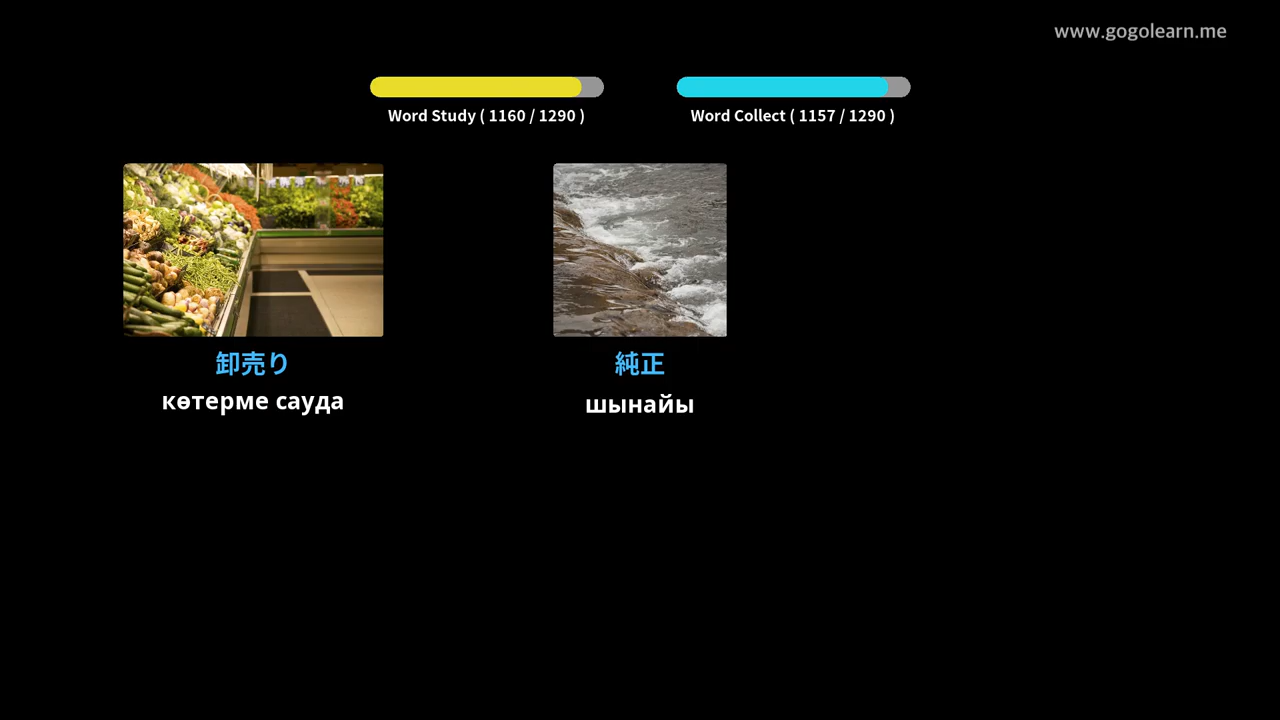 www.gogolearn.me
Word Study ( 1160 / 1290 )
Word Collect ( 1157 / 1290 )
卸売り
көтерме сауда
純正
шынайы